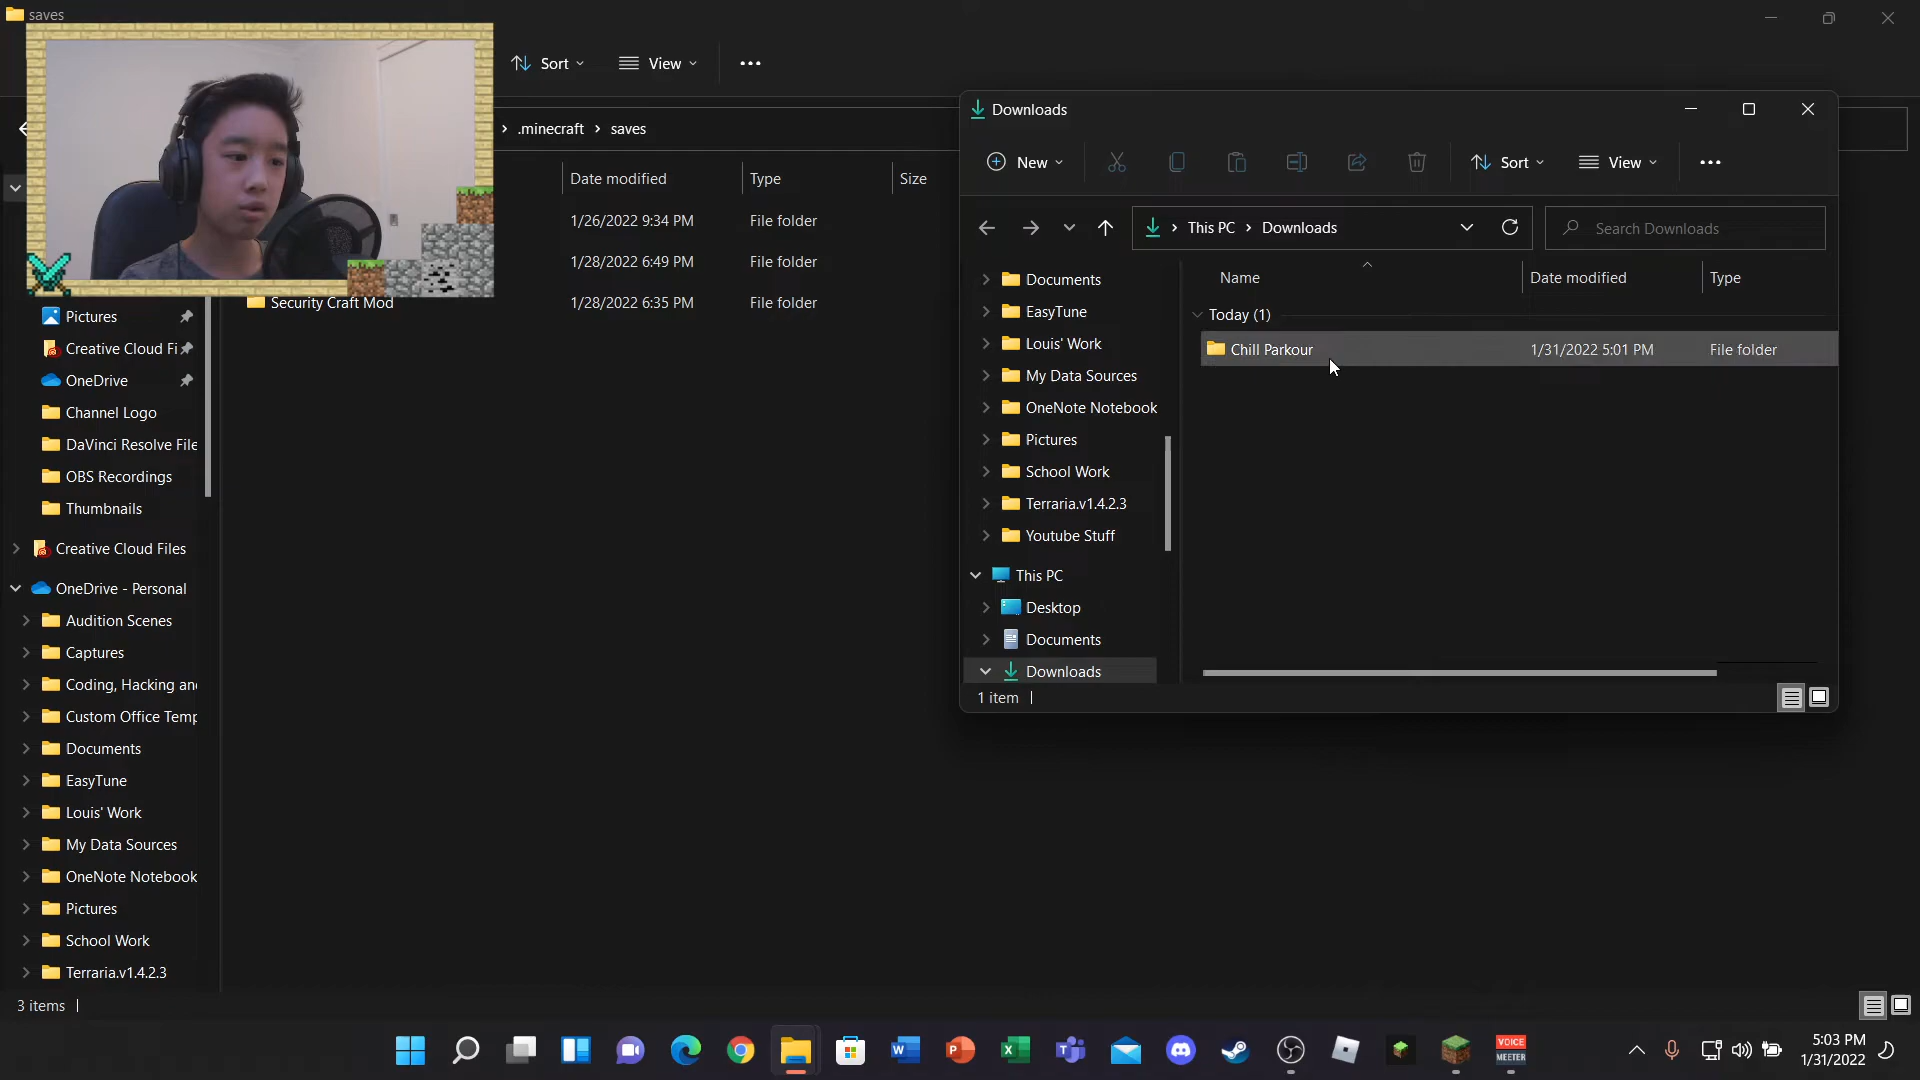 saves
Sort
View
.minecraft > saves
Date modified
Type
Size
1/26/2022 9:34 PM
File folder
1/28/2022 6:49 PM
File folder
Security Craft Mod
1/28/2022 6:35 PM
File folder
Pictures
Creative Cloud Fi
OneDrive
Channel Logo
DaVinci Resolve File
OBS Recordings
Thumbnails
Creative Cloud Files
OneDrive - Personal
Audition Scenes
Captures
Coding, Hacking an
Custom Office Temp
Documents
EasyTune
Louis' Work
My Data Sources
OneNote Notebook
Pictures
School Work
Terraria.v1.4.2.3
3 items
Downloads
New
Sort
View
This PC > Downloads
Search Downloads
Documents
EasyTune
Louis' Work
My Data Sources
OneNote Notebook
Pictures
School Work
Terraria.v1.4.2.3
Youtube Stuff
This PC
Desktop
Documents
Downloads
Name
Date modified
Type
Today (1)
Chill Parkour
1/31/2022 5:01 PM
File folder
1 item
VOICE
MEETER
5:03 PM
1/31/2022